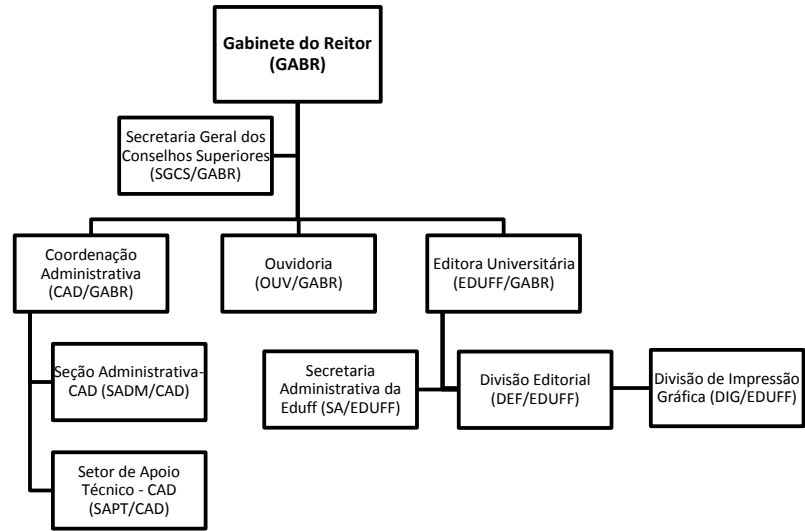 Gabinete do Reitor
(GABR)
Secretaria Geral dos
Conselhos Superiores
(SGCS/GABR)
Coordenação
Administrativa
(CAD/GABR)
Ouvidoria
(OUV/GABR)
Editora Universitária
(EDUFF/GABR)
Seção Administrativa-
CAD (SADM/CAD)
Secretaria
Administrativa da
Eduff (SA/EDUFF)
Divisão Editorial
(DEF/EDUFF)
Divisão de Impressão
Gráfica (DIG/EDUFF)
Setor de Apoio
Técnico - CAD
(SAPT/CAD)